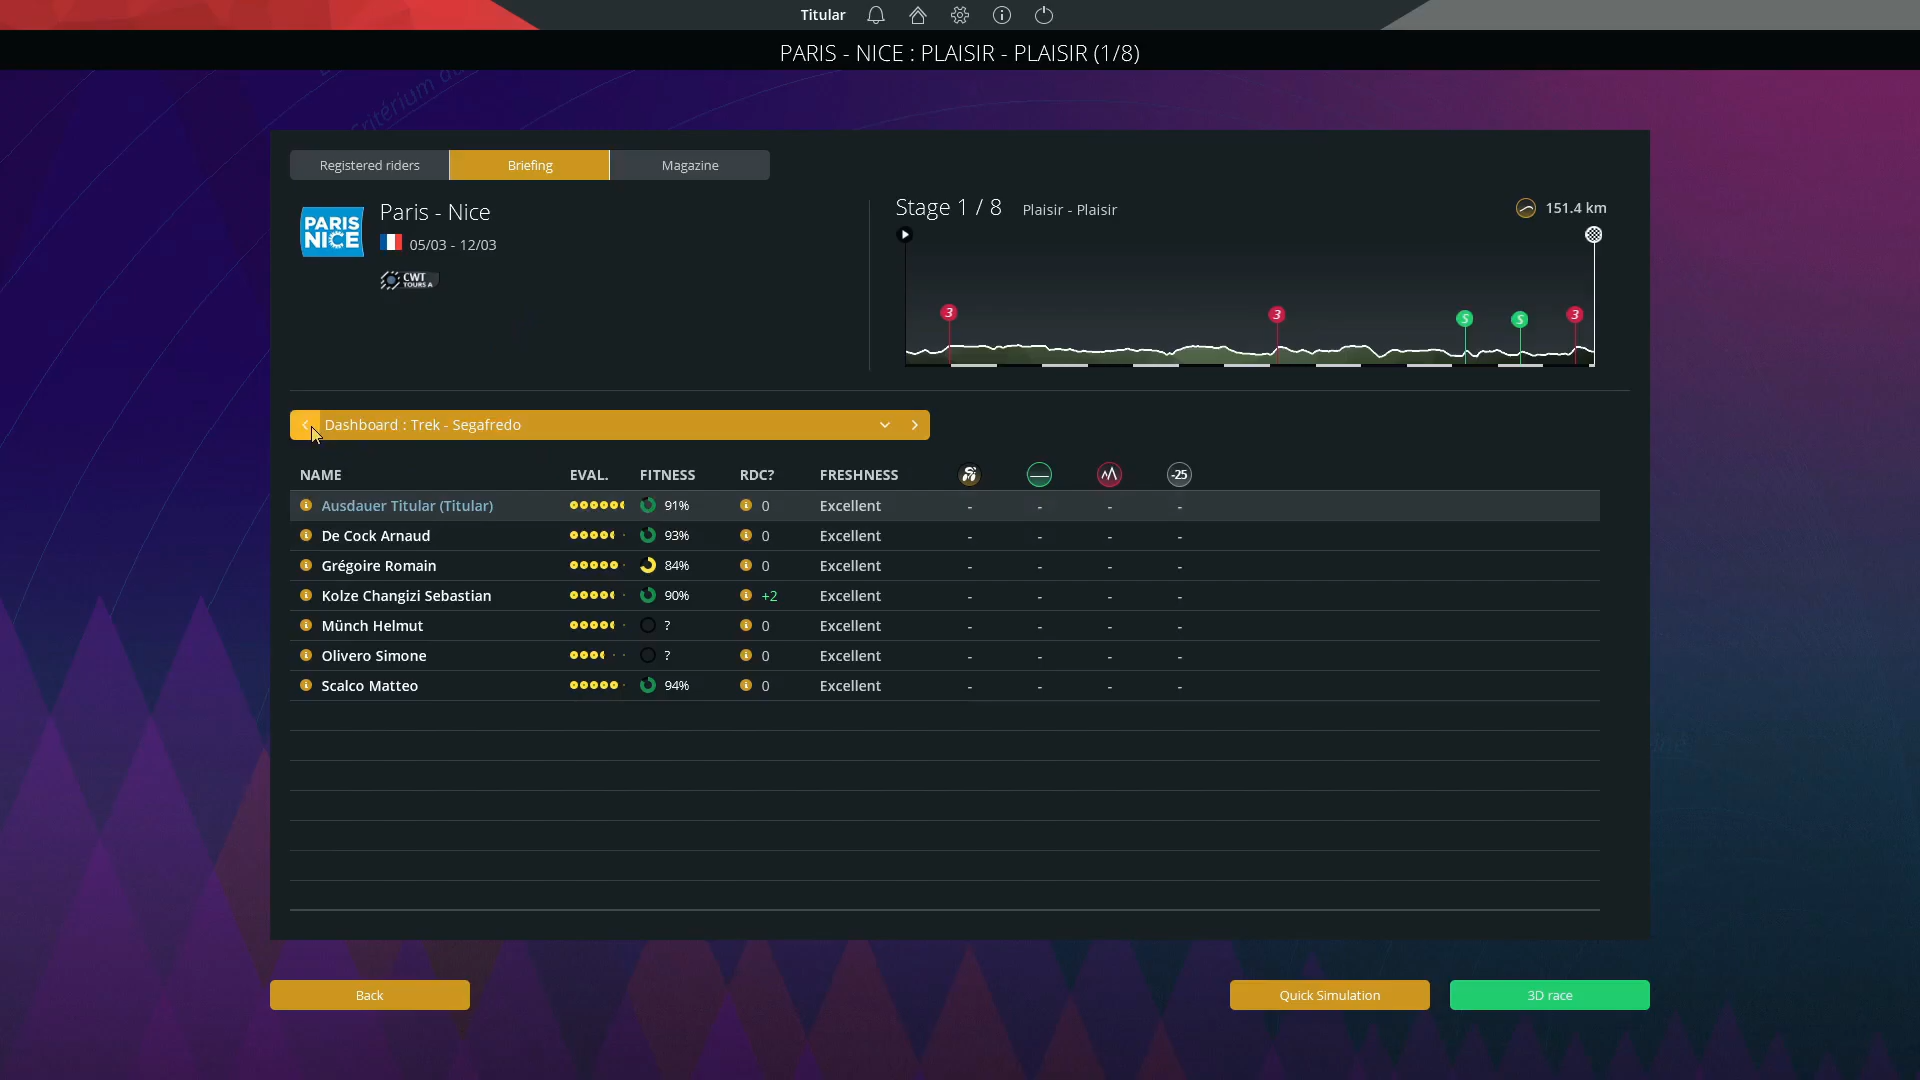 Titular
PARIS - NICE : PLAISIR - PLAISIR (1/8)
Critérium du
Registered riders
Briefing
Magazine
PARIS NICE
Paris - Nice
05/03 - 12/03
CWT TOURS A
Stage 1 / 8 Plaisir - Plaisir
151.4 km
3 3 S S 3
Dashboard : Trek - Segafredo
NAME EVAL. FITNESS RDC? FRESHNESS -25
Ausdauer Titular (Titular) 91% 0 Excellent - - - -
De Cock Arnaud 93% 0 Excellent - - - -
Grégoire Romain 84% 0 Excellent - - - -
Kolze Changizi Sebastian 90% +2 Excellent - - - -
Münch Helmut ? 0 Excellent - - - -
Olivero Simone ? 0 Excellent - - - -
Scalco Matteo 94% 0 Excellent - - - -
Back
Quick Simulation
3D race